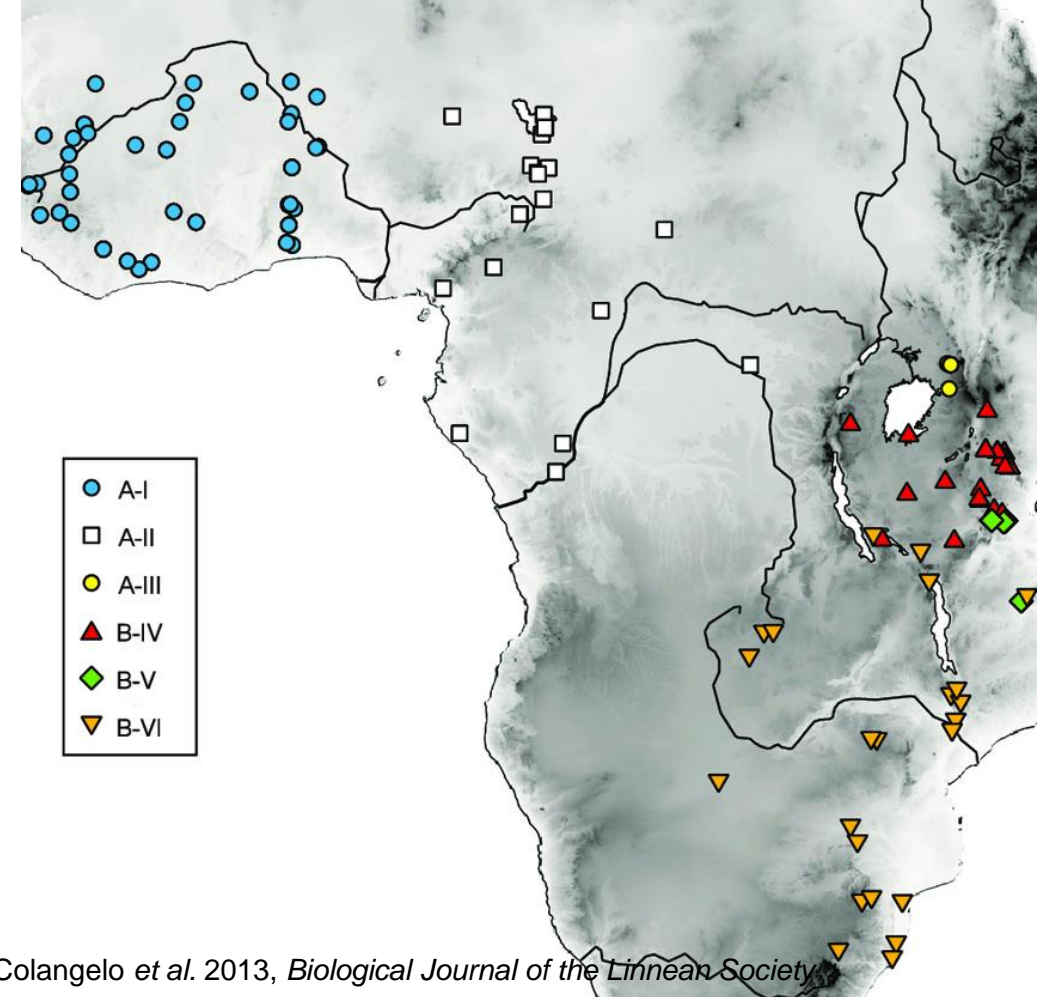 A-I
A-II
A-III
B-IV
B-V
B-VI
Colangelo et al. 2013, Biological Journal of the Linnean Society